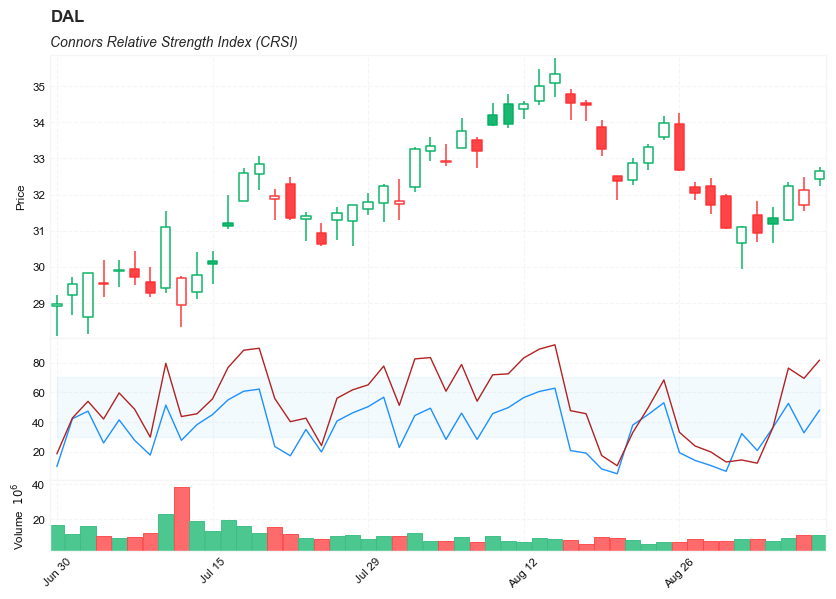 DAL
Connors Relative Strength Index (CRSI)
35
34
33
32
31
30
29
Price
80
60
40
20
40
20
Volume 10^6
Jun 30
Jul 15
Jul 29
Aug 12
Aug 26